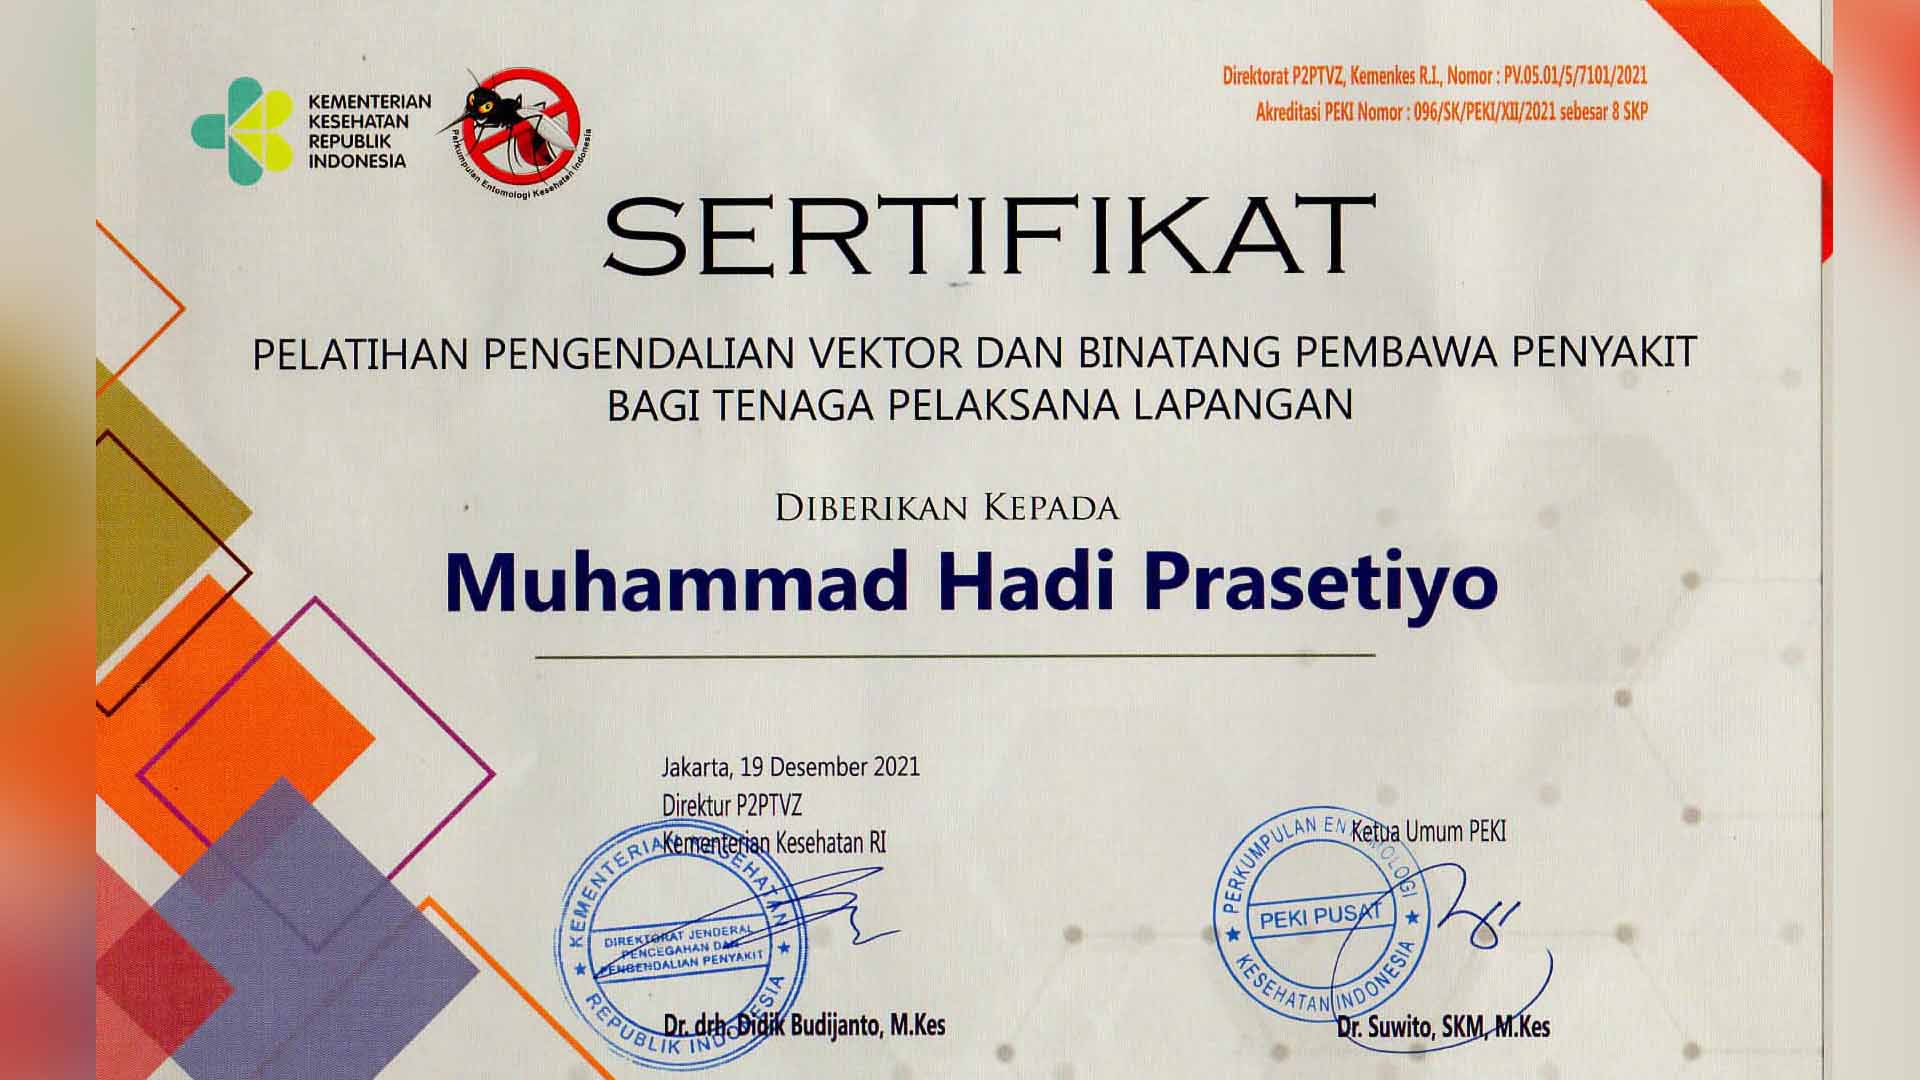 KEMENTERIAN
KESEHATAN
REPUBLIK
INDONESIA
Perkumpulan Entomologi Kesehatan Indonesia
Direktorat P2PTVZ, Kemenkes R.I., Nomor : PV.05.01/5/7101/2021
Akreditasi PEKI Nomor : 096/SK/PEKI/XII/2021 sebesar 8 SKP
SERTIFIKAT
PELATIHAN PENGENDALIAN VEKTOR DAN BINATANG PEMBAWA PENYAKIT
BAGI TENAGA PELAKSANA LAPANGAN
DIBERIKAN KEPADA
Muhammad Hadi Prasetiyo
Jakarta, 19 Desember 2021
Direktur P2PTVZ
Kementerian Kesehatan RI
KEMENTERIAN KESEHATAN
DIREKTORAT JENDERAL
PENCEGAHAN DAN
PENGENDALIAN PENYAKIT
REPUBLIK INDONESIA
Dr. drh. Didik Budijanto, M.Kes
Ketua Umum PEKI
PERKUMPULAN ENTOMOLOGI
PEKI PUSAT
KESEHATAN INDONESIA
Dr. Suwito, SKM, M.Kes